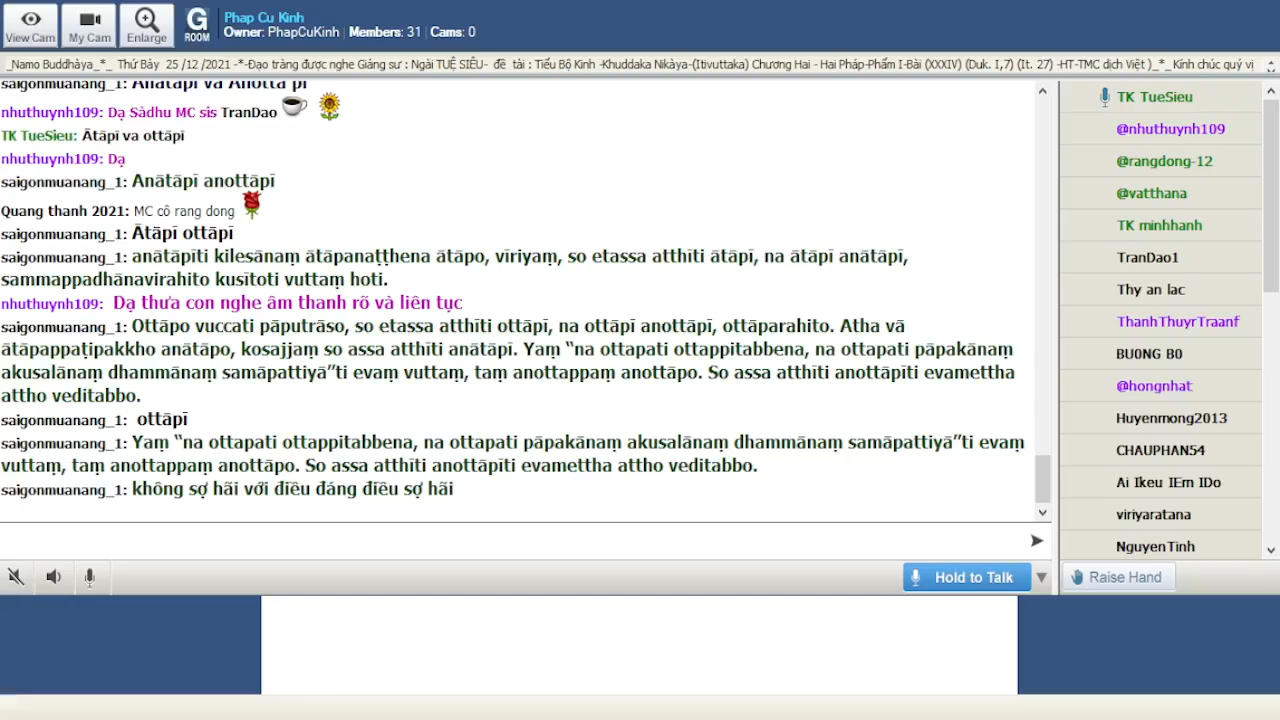 View Cam
My Cam
Enlarge
G
ROOM
Phap Cu Kinh
Owner: PhapCuKinh | Members: 31 | Cams: 0
_Namo Buddhàya_*_ Thứ Bảy 25 /12 /2021 -*-Đạo tràng được nghe Giảng sư : Ngài TUỆ SIÊU- đề tài : Tiểu Bộ Kinh -Khuddaka Nikàya-(Itivuttaka) Chương Hai - Hai Pháp-Phẩm I-Bài (XXXIV) (Duk. I,7) (It. 27) -HT-TMC dịch Việt )_*_Kính chúc quý vị
saigonmuanang_1: Anātāpī và Anotta pī
nhuthuynh109: Dạ Sàdhu MC sis TranDao
TK TueSieu: Ātāpī va ottāpī
nhuthuynh109: Dạ
saigonmuanang_1: Anātāpī anottāpī
Quang thanh 2021: MC cô rang dong
saigonmuanang_1: Ātāpī ottāpī
saigonmuanang_1: anātāpīti kilesānaṃ ātāpanaṭṭhena ātāpo, vīriyaṃ, so etassa atthīti ātāpī, na ātāpī anātāpī,
sammappadhānavirahito kusītoti vuttaṃ hoti.
nhuthuynh109: Dạ thưa con nghe âm thanh rõ và liên tục
saigonmuanang_1: Ottāpo vuccati pāputrāso, so etassa atthīti ottāpī, na ottāpī anottāpī, ottāparahito. Atha vā
ātāpappaṭipakkho anātāpo, kosajjaṃ so assa atthīti anātāpī. Yaṃ “na ottapati ottappitabbena, na ottapati pāpakānaṃ
akusalānaṃ dhammānaṃ samāpattiyā”ti evaṃ vuttaṃ, taṃ anottappaṃ anottāpo. So assa atthīti anottāpīti evamettha
attho veditabbo.
saigonmuanang_1: ottāpī
saigonmuanang_1: Yaṃ “na ottapati ottappitabbena, na ottapati pāpakānaṃ akusalānaṃ dhammānaṃ samāpattiyā”ti evaṃ
vuttaṃ, taṃ anottappaṃ anottāpo. So assa atthīti anottāpīti evamettha attho veditabbo.
saigonmuanang_1: không sợ hãi với điều đáng điều sợ hãi
Hold to Talk
TK TueSieu
@nhuthuynh109
@rangdong-12
@vatthana
TK minhhanh
TranDao1
Thy an lac
ThanhThuyrTraanf
BU0NG B0
@hongnhat
Huyenmong2013
CHAUPHAN54
Ai Ikeu IEm IDo
viriyaratana
NguyenTinh
Raise Hand